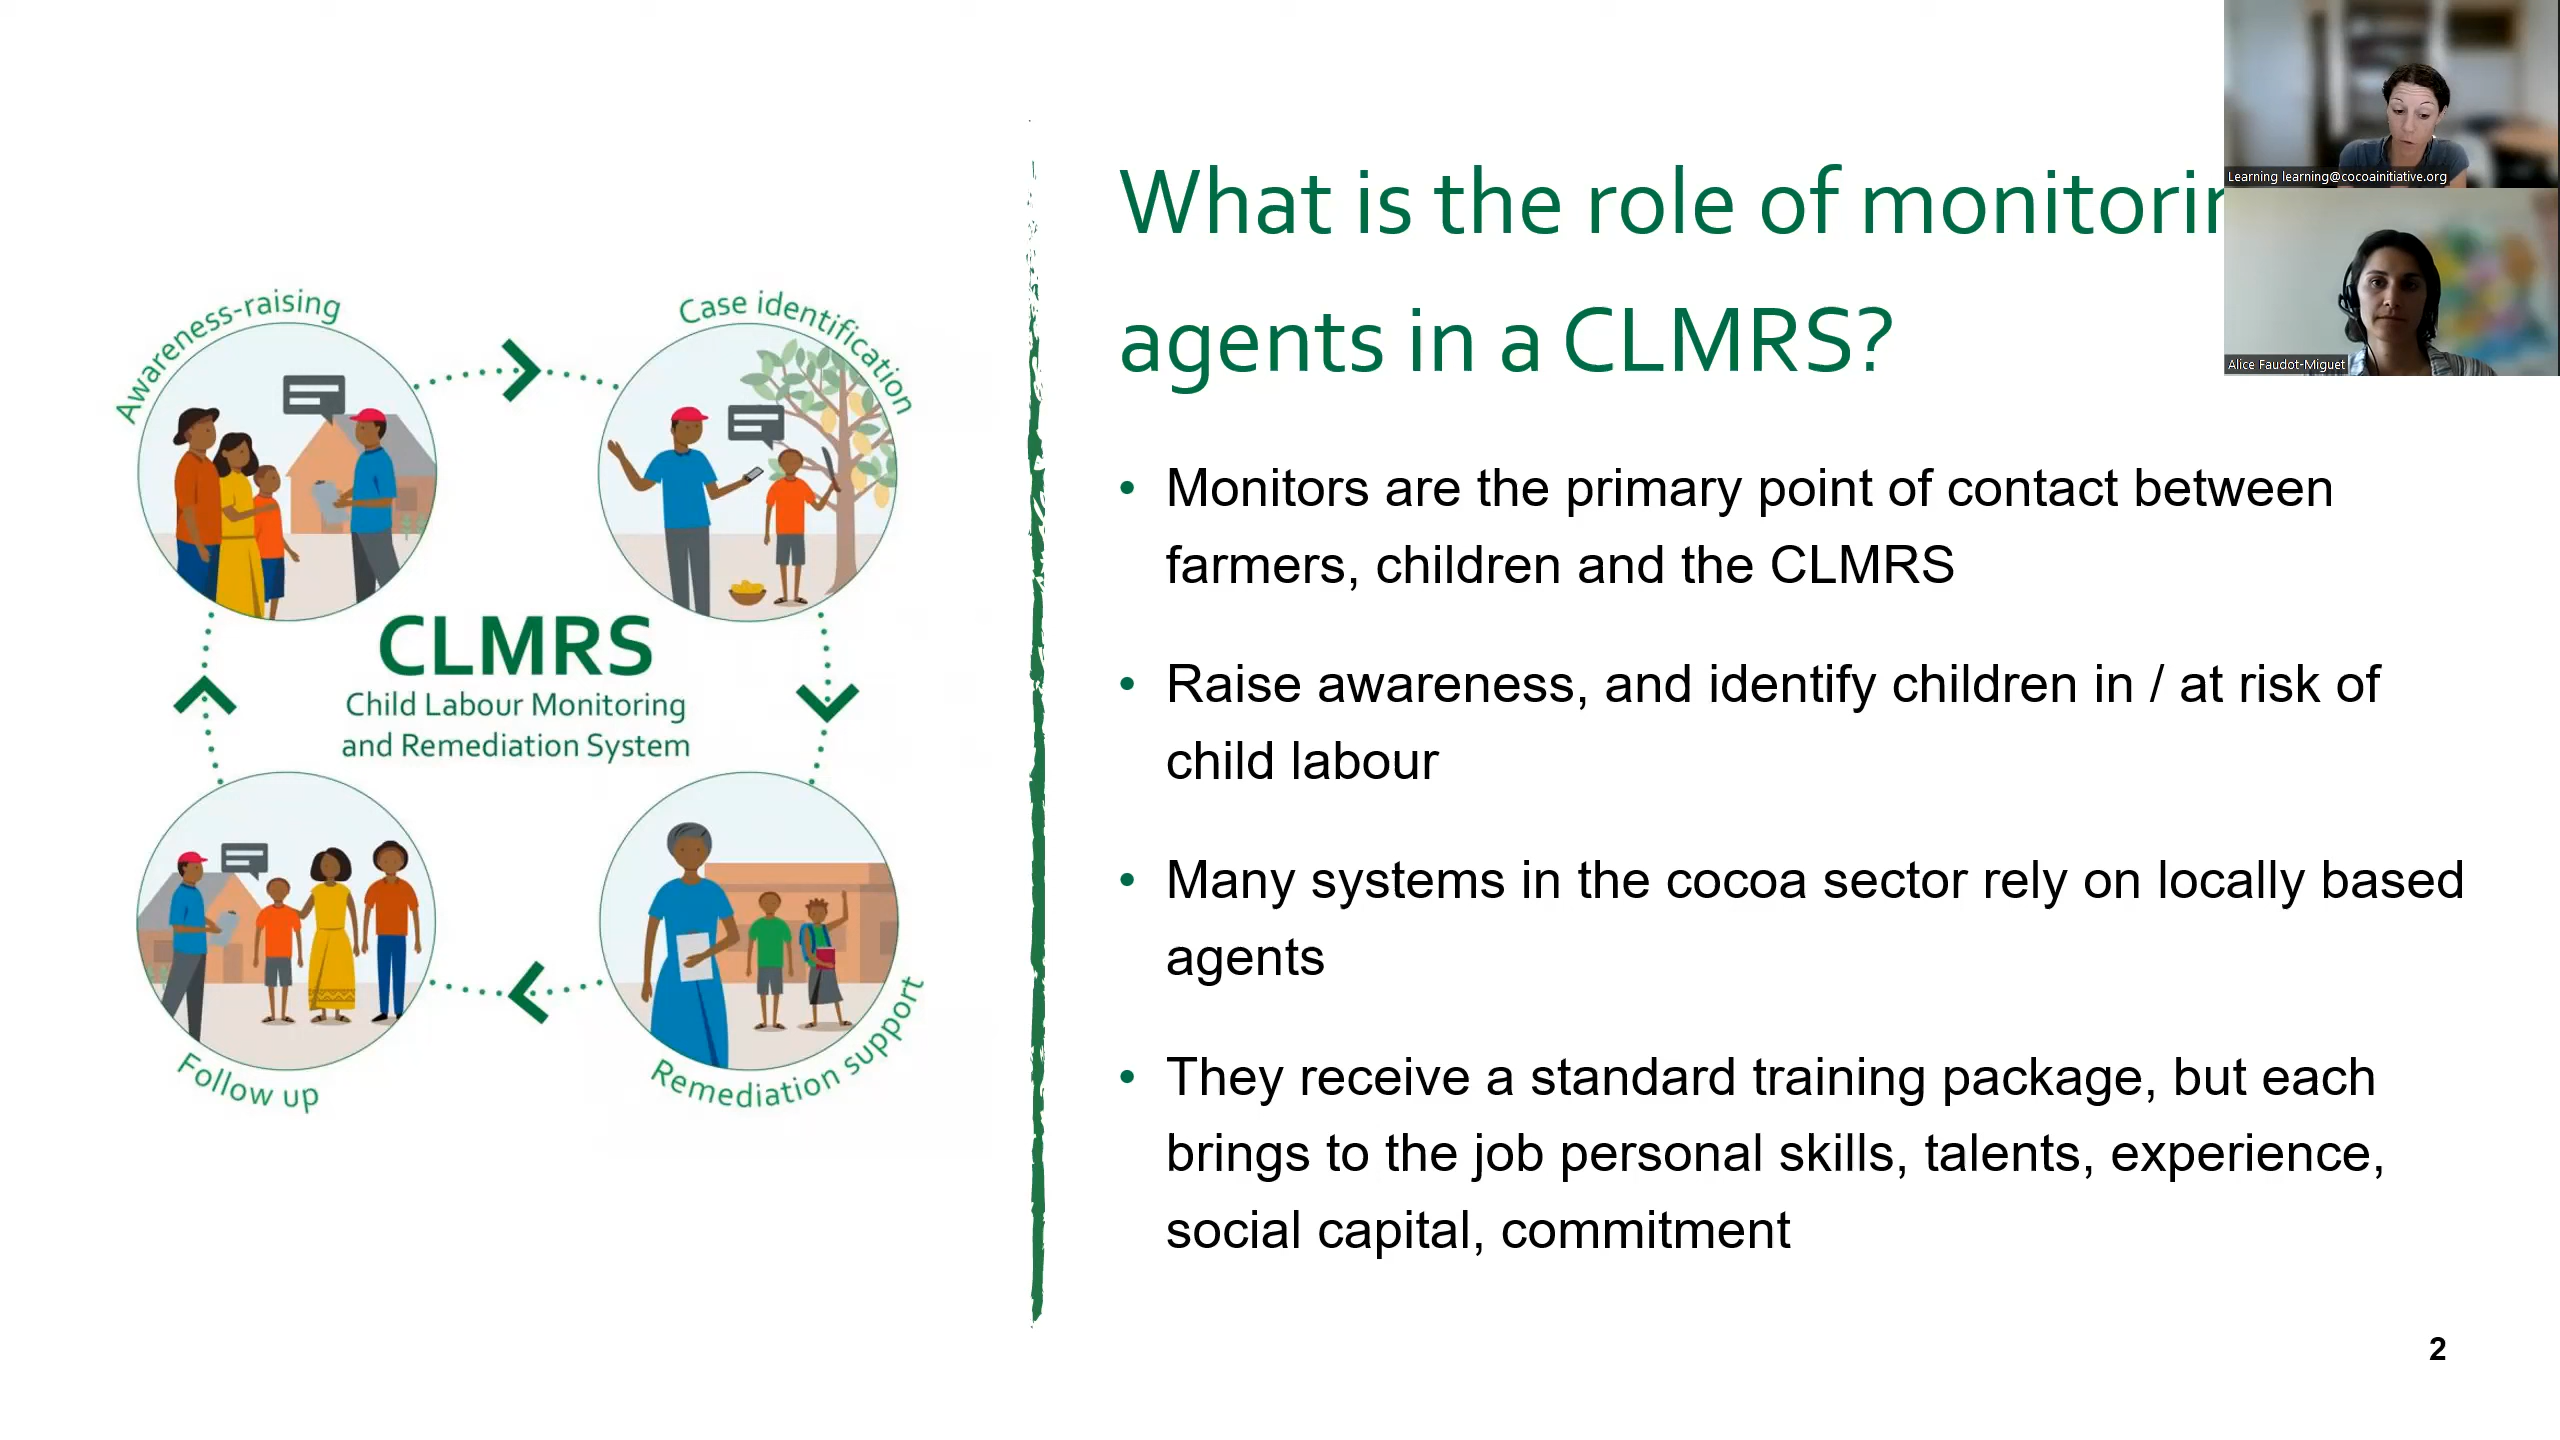 Awareness-raising
Case identification
CLMRS
Child Labour Monitoring
and Remediation System
Follow up
Remediation support
What is the role of
agents in a CLMRS?
• Monitors are the primary point of contact between
farmers, children and the CLMRS
• Raise awareness, and identify children in / at risk of
child labour
• Many systems in the cocoa sector rely on locally based
agents
• They receive a standard training package, but each
brings to the job personal skills, talents, experience,
social capital, commitment
Learning learning@cocoainitiative.org
Alice Faudot-Miguet
2